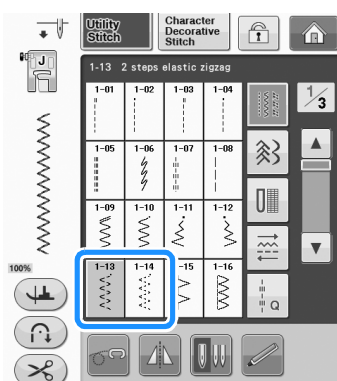 Utility
Stitch
Character
Decorative
Stitch
J
1-13 2 steps elastic zigzag
1-01 1-02 1-03 1-04
1/3
1-05 1-06 1-07 1-08
1-09 1-10 1-11 1-12
100%
1-13 1-14 -15 1-16
Q